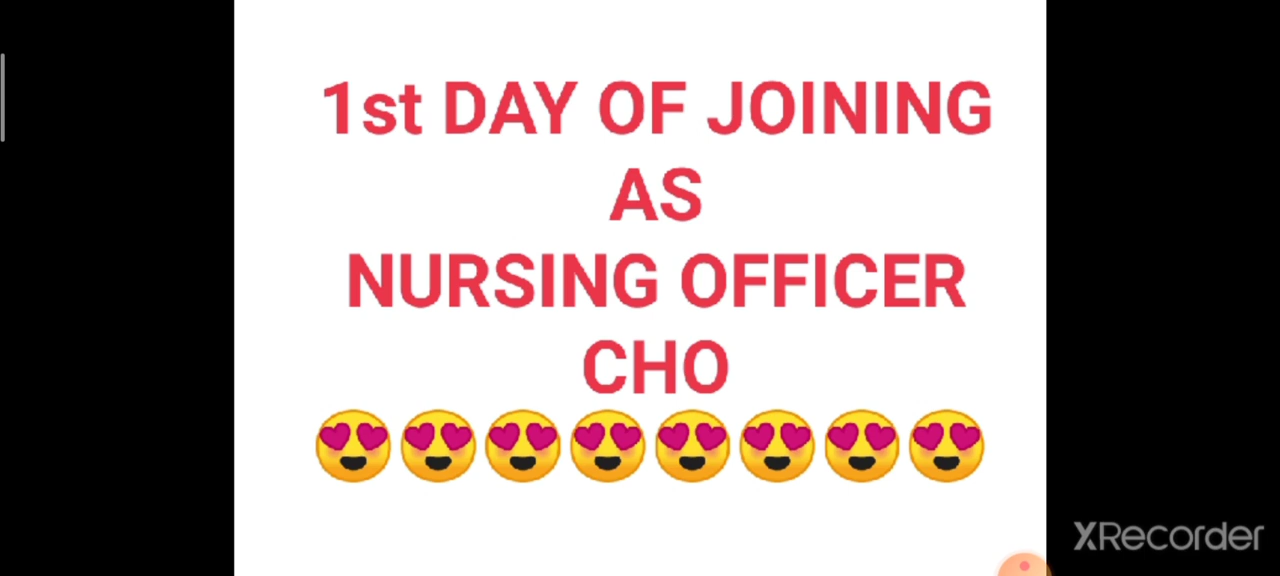 1st DAY OF JOINING
AS
NURSING OFFICER
CHO
😍😍😍😍😍😍😍😍
XRecorder